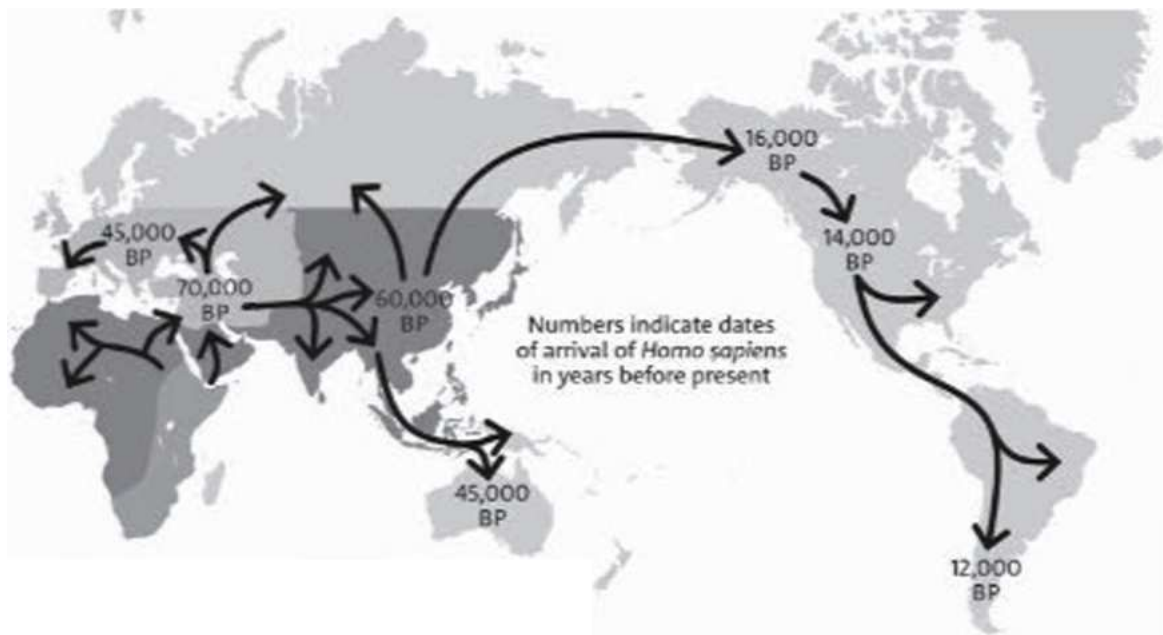 16,000
BP
45,000
BP
14,000
BP
70,000
BP
60,000
BP
Numbers indicate dates
of arrival of Homo sapiens
in years before present
45,000
BP
12,000
BP